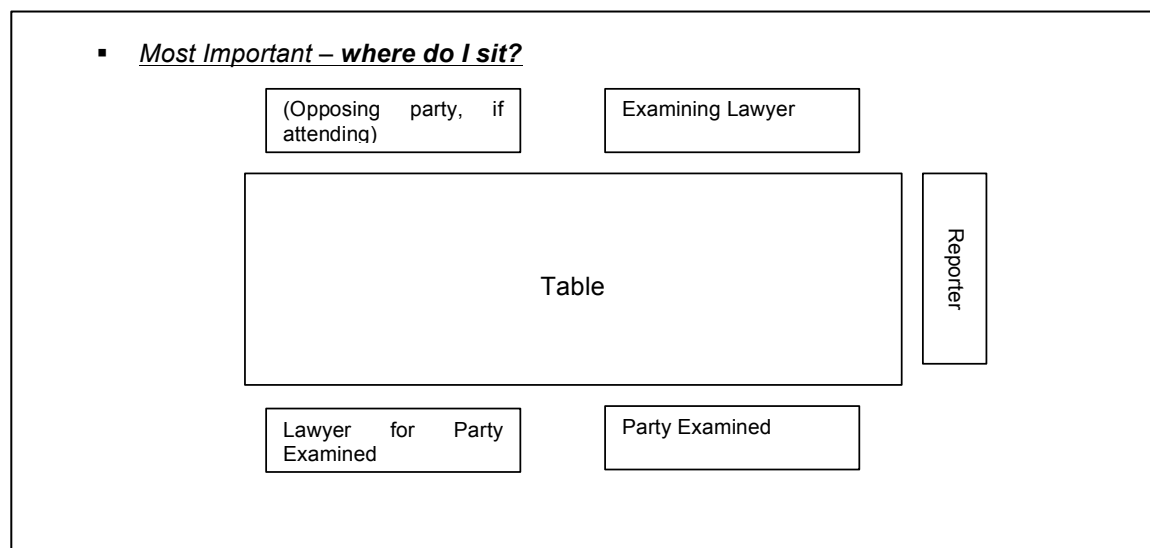 ▪ Most Important – where do I sit?
(Opposing party, if
attending)
Examining Lawyer
Table
Reporter
Lawyer for Party
Examined
Party Examined